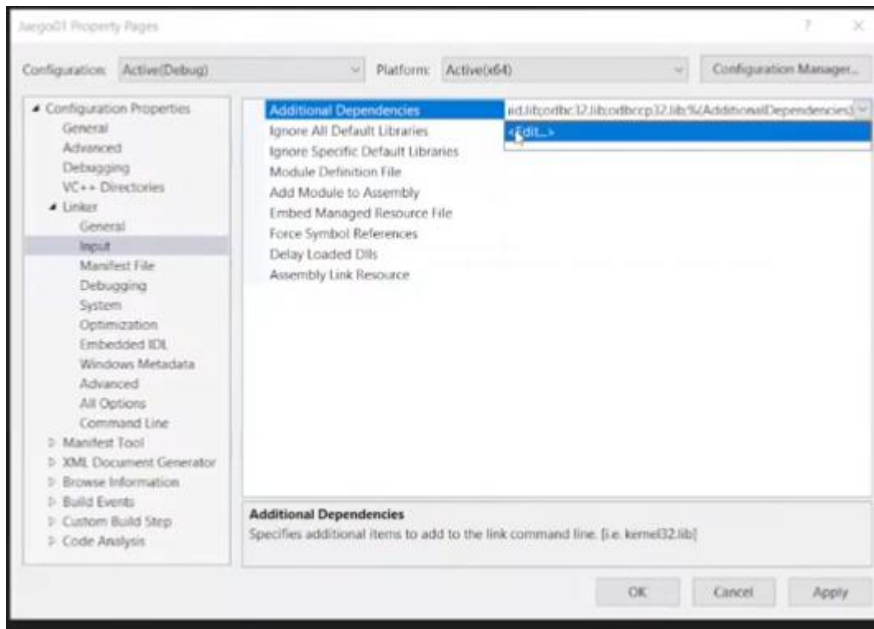 Juego01 Property Pages
? ×
Configuration: Active(Debug) Platform: Active(x64) Configuration Manager...
Configuration Properties
General
Advanced
Debugging
VC++ Directories
Linker
General
Input
Manifest File
Debugging
System
Optimization
Embedded IDL
Windows Metadata
Advanced
All Options
Command Line
Manifest Tool
XML Document Generator
Browse Information
Build Events
Custom Build Step
Code Analysis
Additional Dependencies uid.lib;odbc32.lib;odbccp32.lib;%(AdditionalDependencies)
<Edit...>
Ignore All Default Libraries
Ignore Specific Default Libraries
Module Definition File
Add Module to Assembly
Embed Managed Resource File
Force Symbol References
Delay Loaded Dlls
Assembly Link Resource
Additional Dependencies
Specifies additional items to add to the link command line. [i.e. kernel32.lib]
OK Cancel Apply